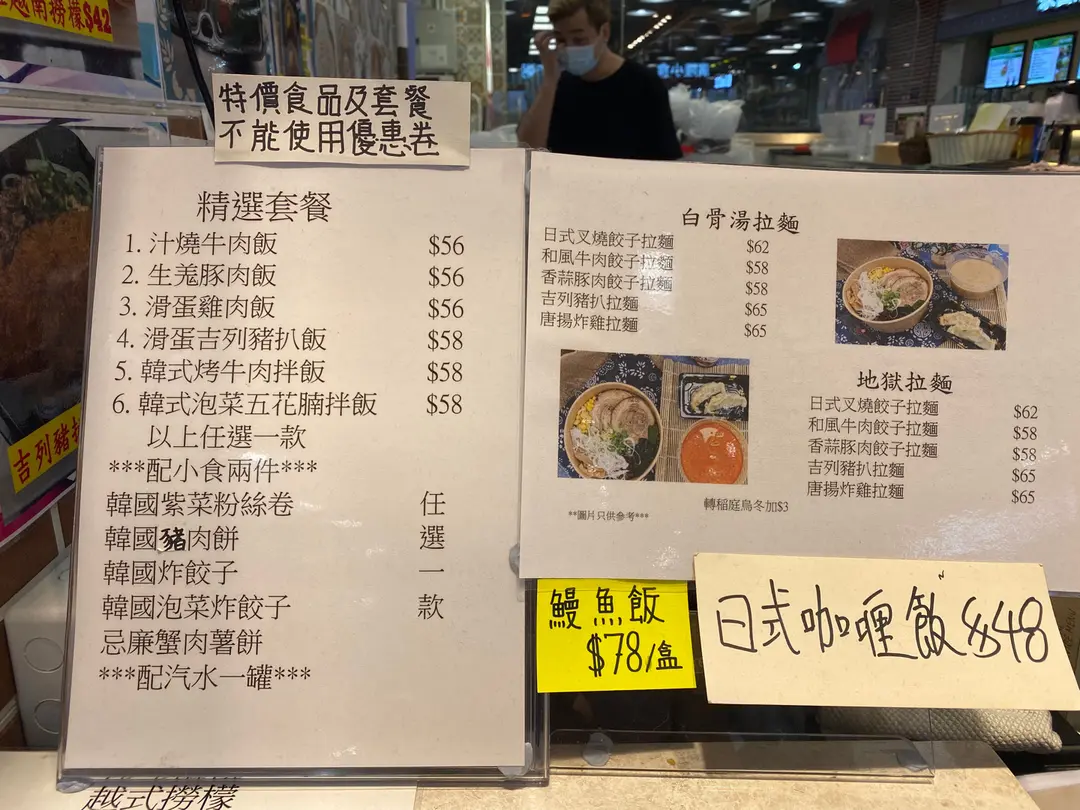 越南撈檬$42
特價食品及套餐
不能使用優惠卷
精選套餐
1. 汁燒牛肉飯 $56
2. 生羗豚肉飯 $56
3. 滑蛋雞肉飯 $56
4. 滑蛋吉列豬扒飯 $58
5. 韓式烤牛肉拌飯 $58
6. 韓式泡菜五花腩拌飯 $58
以上任選一款
***配小食兩件***
韓國紫菜粉絲卷 任
韓國豬肉餅 選
韓國炸餃子 一
韓國泡菜炸餃子 款
忌廉蟹肉薯餅
***配汽水一罐***
白骨湯拉麵
日式叉燒餃子拉麵 $62
和風牛肉餃子拉麵 $58
香蒜豚肉餃子拉麵 $58
吉列豬扒拉麵 $65
唐揚炸雞拉麵 $65
地獄拉麵
日式叉燒餃子拉麵 $62
和風牛肉餃子拉麵 $58
香蒜豚肉餃子拉麵 $58
吉列豬扒拉麵 $65
唐揚炸雞拉麵 $65
轉稲庭烏冬加$3
**圖片只供參考***
鰻魚飯
$78/盒
日式咖喱飯 $48
吉列豬扒
越式撈檬